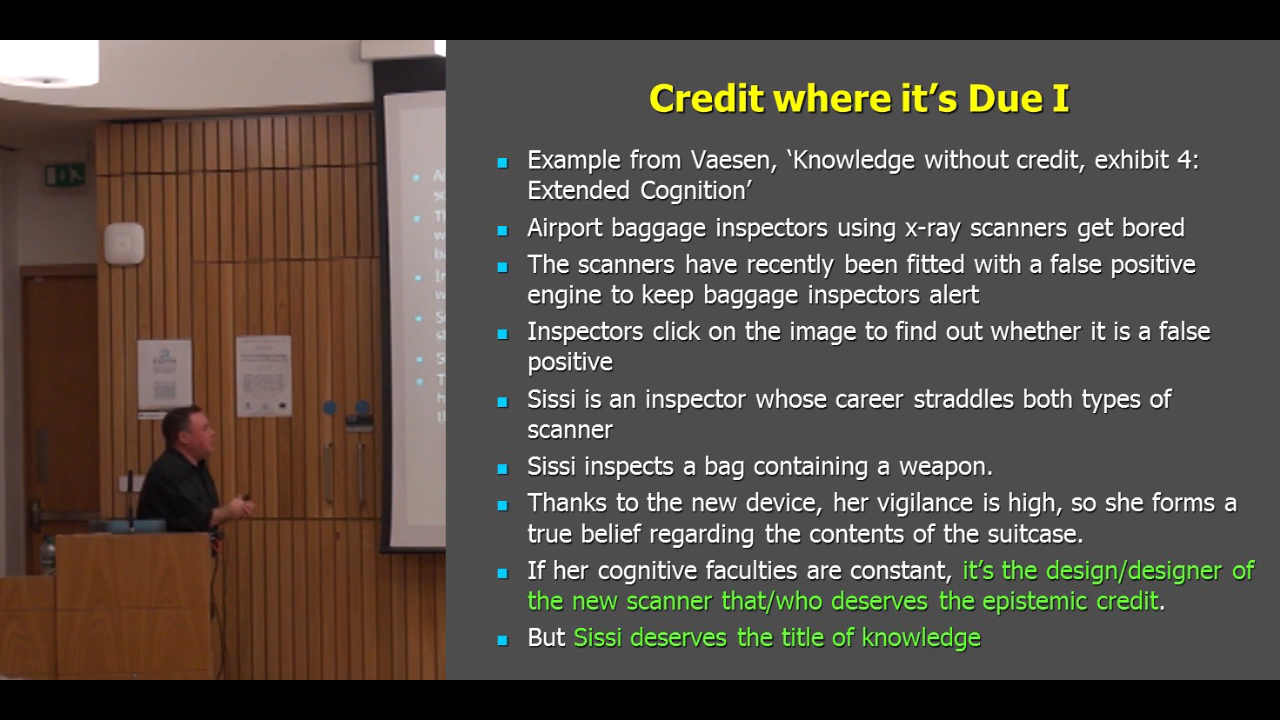 Credit where it's Due I
Example from Vaesen, ‘Knowledge without credit, exhibit 4:
Extended Cognition’
Airport baggage inspectors using x-ray scanners get bored
The scanners have recently been fitted with a false positive
engine to keep baggage inspectors alert
Inspectors click on the image to find out whether it is a false
positive
Sissi is an inspector whose career straddles both types of
scanner
Sissi inspects a bag containing a weapon.
Thanks to the new device, her vigilance is high, so she forms a
true belief regarding the contents of the suitcase.
If her cognitive faculties are constant, it's the design/designer of
the new scanner that/who deserves the epistemic credit.
But Sissi deserves the title of knowledge